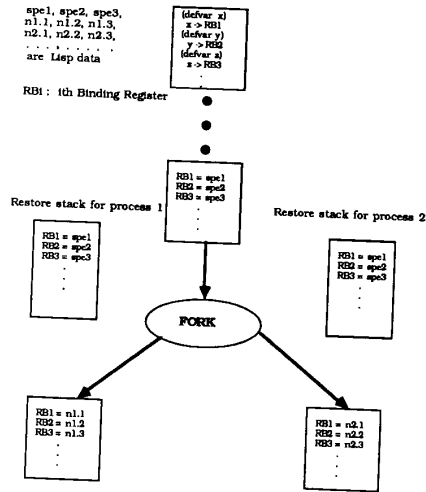 spe1, spe2, spe3,
n1.1, n1.2, n1.3,
n2.1, n2.2, n2.3,
. . . , . . . . .
are Lisp data
RBi : ith Binding Register
(defvar x)
x -> RB1
(defvar y)
y -> RB2
(defvar z)
z -> RB3
.
RB1 = spe1
RB2 = spe2
RB3 = spe3
.
.
.
Restore stack for process 1
RB1 = spe1
RB2 = spe2
RB3 = spe3
.
.
.
Restore stack for process 2
RB1 = spe1
RB2 = spe2
RB3 = spe3
.
.
.
FORK
RB1 = n1.1
RB2 = n1.2
RB3 = n1.3
.
.
.
RB1 = n2.1
RB2 = n2.2
RB3 = n2.3
.
.
.